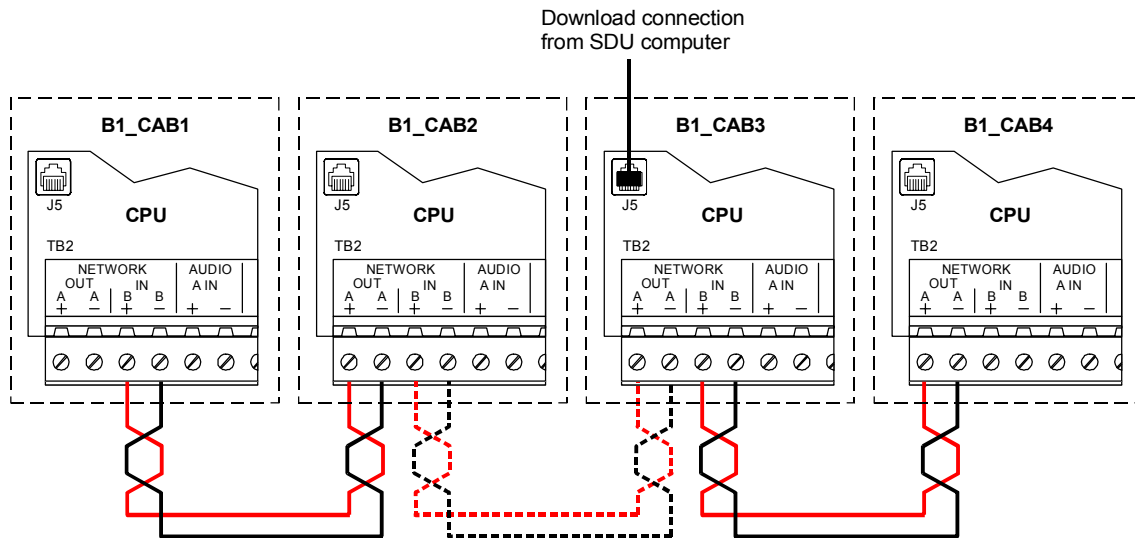 Download connection
from SDU computer
B1_CAB1
J5
CPU
TB2
NETWORK
AUDIO
OUT
IN
A IN
A
A
B
B
+
−
+
−
+
−
B1_CAB2
J5
CPU
TB2
NETWORK
AUDIO
OUT
IN
A IN
A
A
B
B
+
−
+
−
+
−
B1_CAB3
J5
CPU
TB2
NETWORK
AUDIO
OUT
IN
A IN
A
A
B
B
+
−
+
−
+
−
B1_CAB4
J5
CPU
TB2
NETWORK
AUDIO
OUT
IN
A IN
A
A
B
B
+
−
+
−
+
−